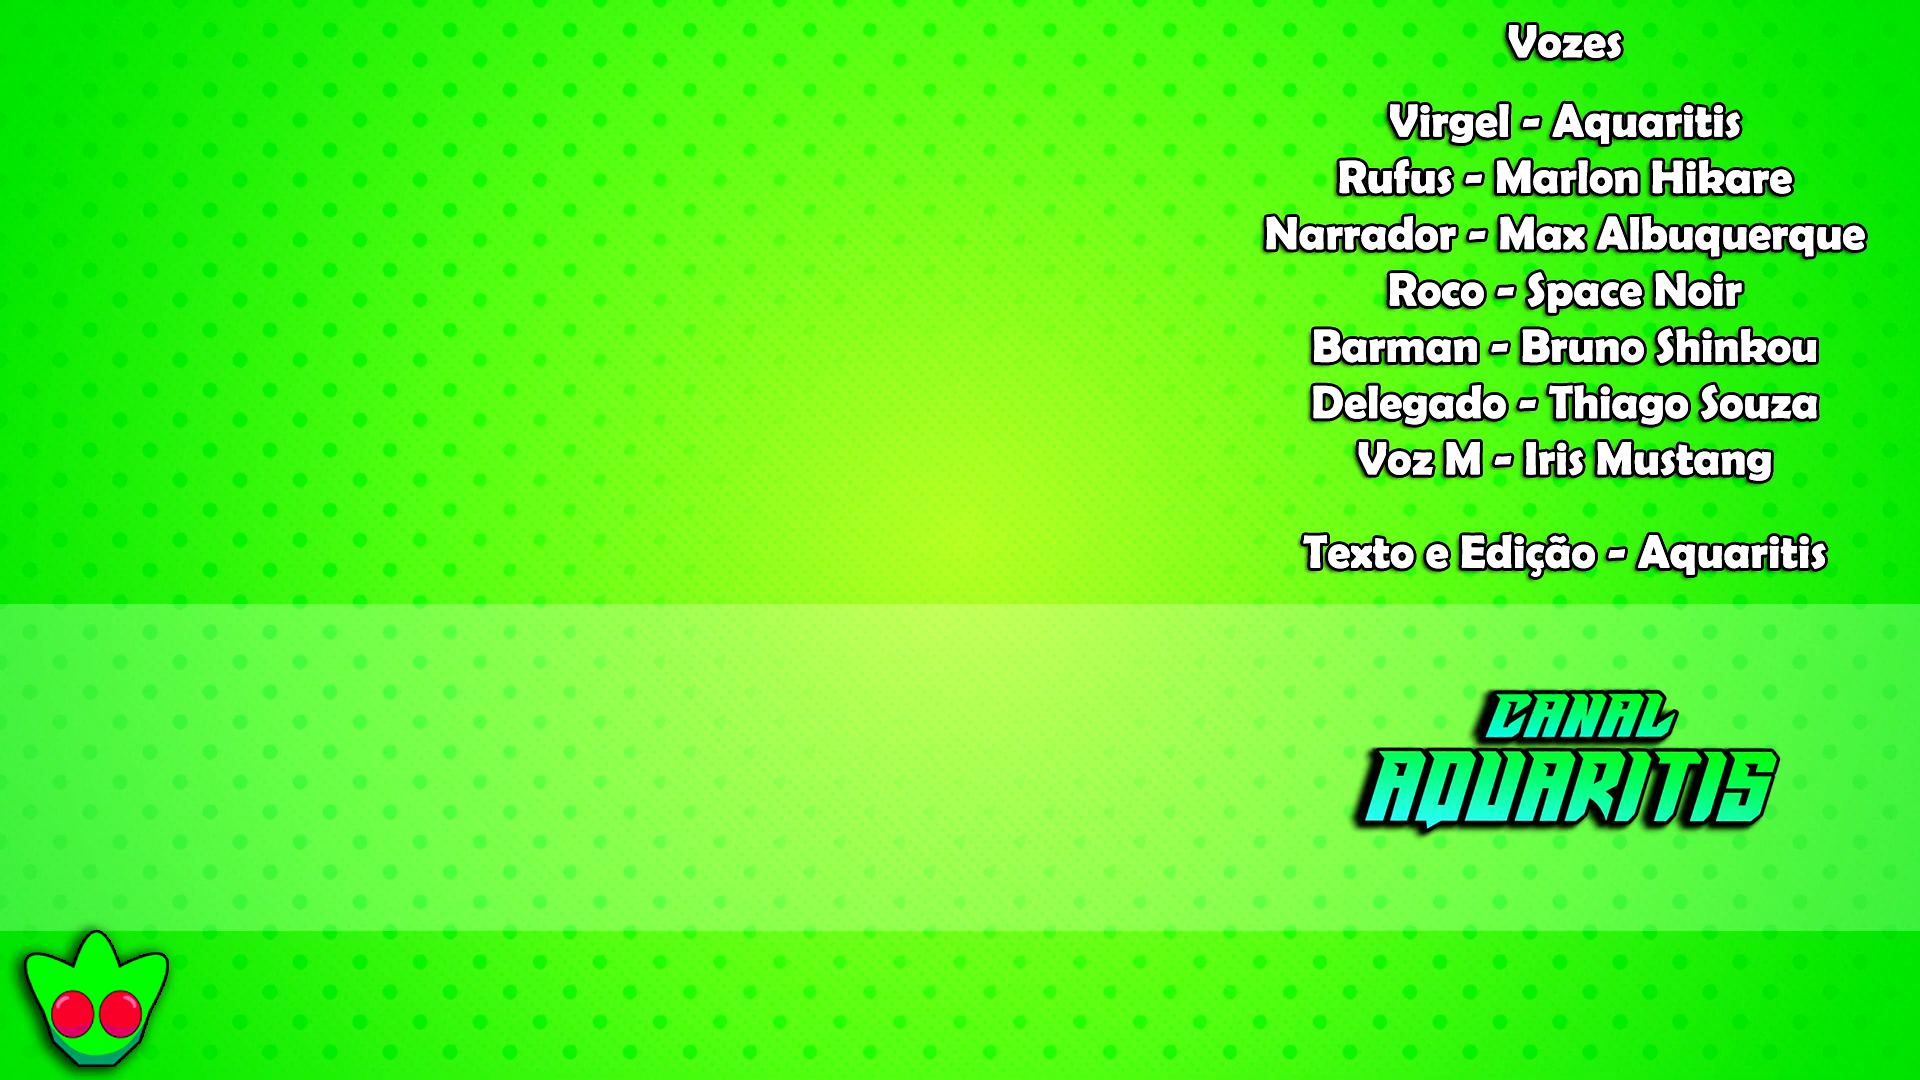 Vozes
Virgel - Aquaritis
Rufus - Marlon Hikare
Narrador - Max Albuquerque
Roco - Space Noir
Barman - Bruno Shinkou
Delegado - Thiago Souza
Voz M - Iris Mustang
Texto e Edição - Aquaritis
CANAL
AQUARITIS